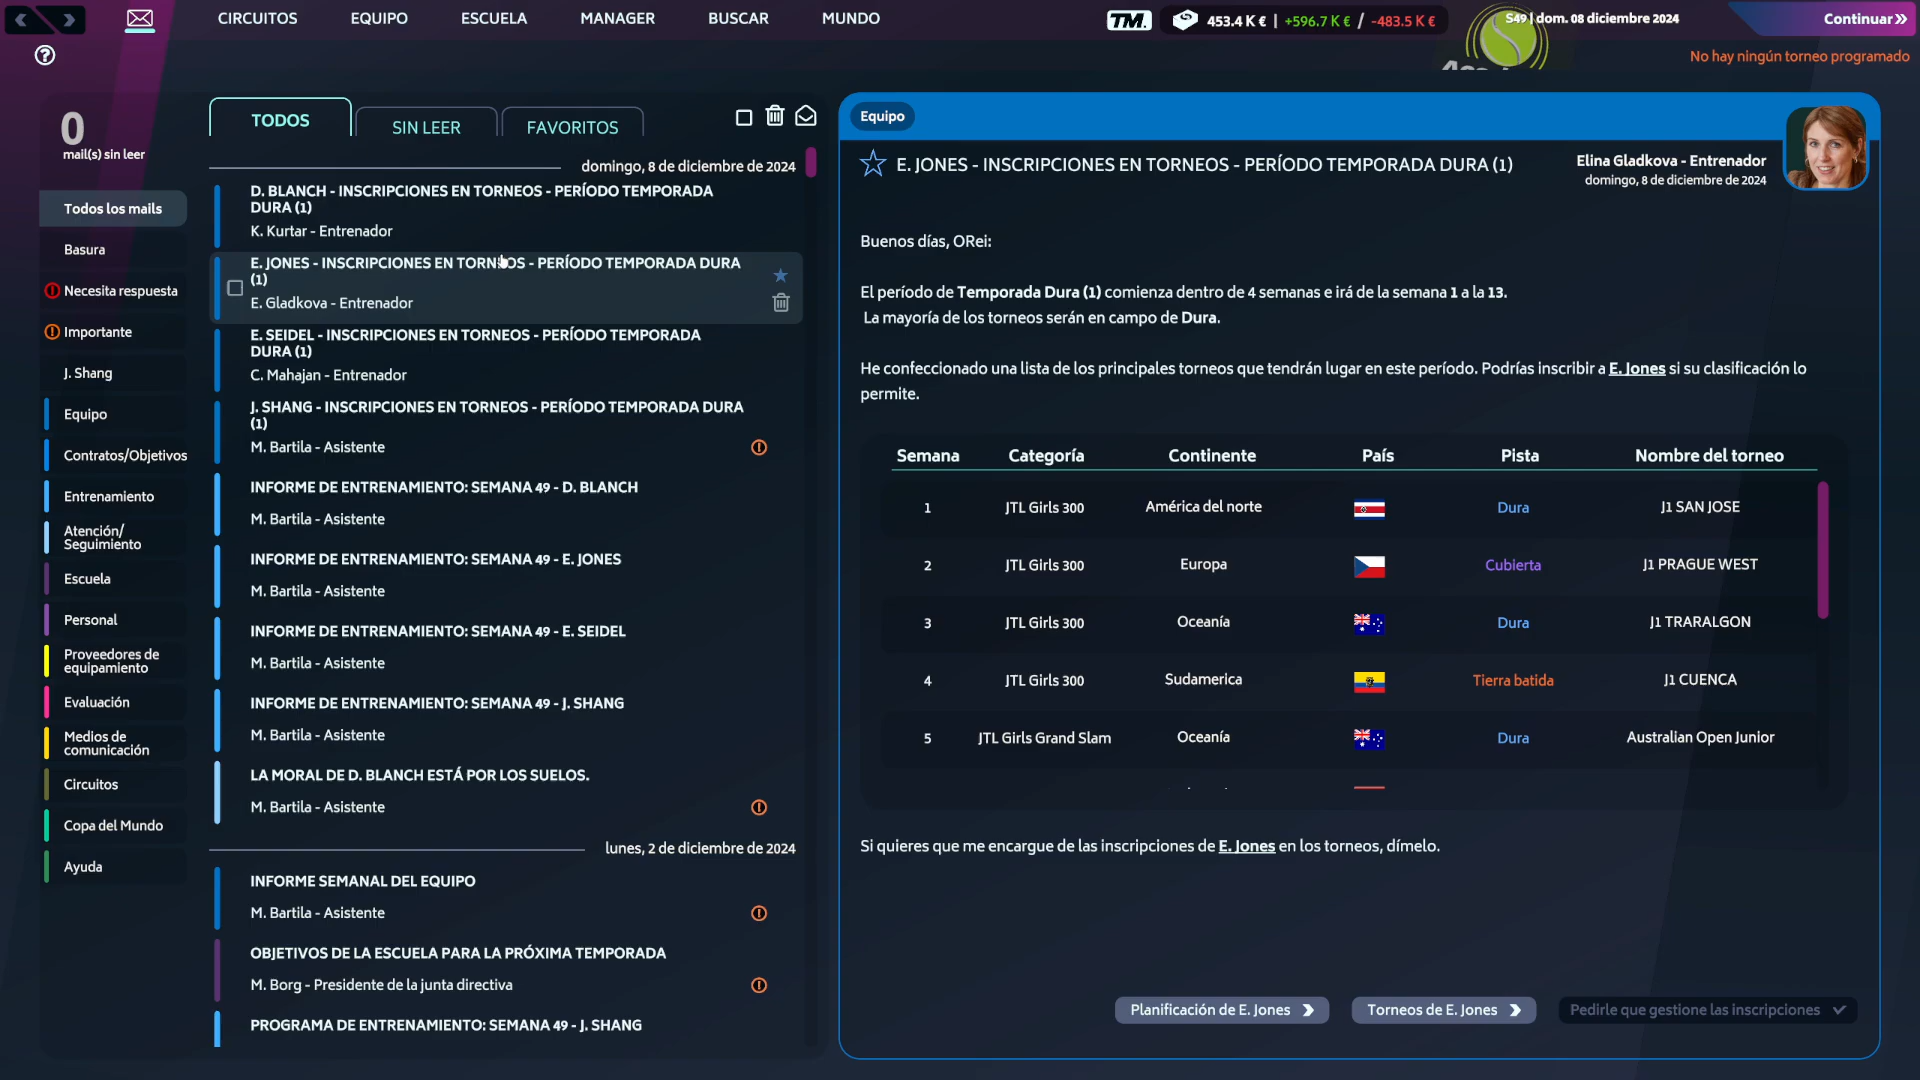 CIRCUITOS
EQUIPO
ESCUELA
MANAGER
BUSCAR
MUNDO
TM.
453.4 K € | +596.7 K € / -483.5 K €
S49 | dom. 08 diciembre 2024
Continuar
No hay ningún torneo programado
0
mail(s) sin leer
Todos los mails
Basura
Necesita respuesta
Importante
J. Shang
Equipo
Contratos/Objetivos
Entrenamiento
Atención/
Seguimiento
Escuela
Personal
Proveedores de
equipamiento
Evaluación
Medios de
comunicación
Circuitos
Copa del Mundo
Ayuda
TODOS
SIN LEER
FAVORITOS
domingo, 8 de diciembre de 2024
D. BLANCH - INSCRIPCIONES EN TORNEOS - PERÍODO TEMPORADA
DURA (1)
K. Kurtar - Entrenador
E. JONES - INSCRIPCIONES EN TORNEOS - PERÍODO TEMPORADA DURA
(1)
E. Gladkova - Entrenador
E. SEIDEL - INSCRIPCIONES EN TORNEOS - PERÍODO TEMPORADA
DURA (1)
C. Mahajan - Entrenador
J. SHANG - INSCRIPCIONES EN TORNEOS - PERÍODO TEMPORADA DURA
(1)
M. Bartila - Asistente
INFORME DE ENTRENAMIENTO: SEMANA 49 - D. BLANCH
M. Bartila - Asistente
INFORME DE ENTRENAMIENTO: SEMANA 49 - E. JONES
M. Bartila - Asistente
INFORME DE ENTRENAMIENTO: SEMANA 49 - E. SEIDEL
M. Bartila - Asistente
INFORME DE ENTRENAMIENTO: SEMANA 49 - J. SHANG
M. Bartila - Asistente
LA MORAL DE D. BLANCH ESTÁ POR LOS SUELOS.
M. Bartila - Asistente
lunes, 2 de diciembre de 2024
INFORME SEMANAL DEL EQUIPO
M. Bartila - Asistente
OBJETIVOS DE LA ESCUELA PARA LA PRÓXIMA TEMPORADA
M. Borg - Presidente de la junta directiva
PROGRAMA DE ENTRENAMIENTO: SEMANA 49 - J. SHANG
Equipo
E. JONES - INSCRIPCIONES EN TORNEOS - PERÍODO TEMPORADA DURA (1)
Elina Gladkova - Entrenador
domingo, 8 de diciembre de 2024
Buenos días, ORei:
El período de Temporada Dura (1) comienza dentro de 4 semanas e irá de la semana 1 a la 13.
La mayoría de los torneos serán en campo de Dura.
He confeccionado una lista de los principales torneos que tendrán lugar en este período. Podrías inscribir a E. Jones si su clasificación lo
permite.
Semana Categoría Continente País Pista Nombre del torneo
1 JTL Girls 300 América del norte Dura J1 SAN JOSE
2 JTL Girls 300 Europa Cubierta J1 PRAGUE WEST
3 JTL Girls 300 Oceanía Dura J1 TRARALGON
4 JTL Girls 300 Sudamerica Tierra batida J1 CUENCA
5 JTL Girls Grand Slam Oceanía Dura Australian Open Junior
Si quieres que me encargue de las inscripciones de E. Jones en los torneos, dímelo.
Planificación de E. Jones
Torneos de E. Jones
Pedirle que gestione las inscripciones